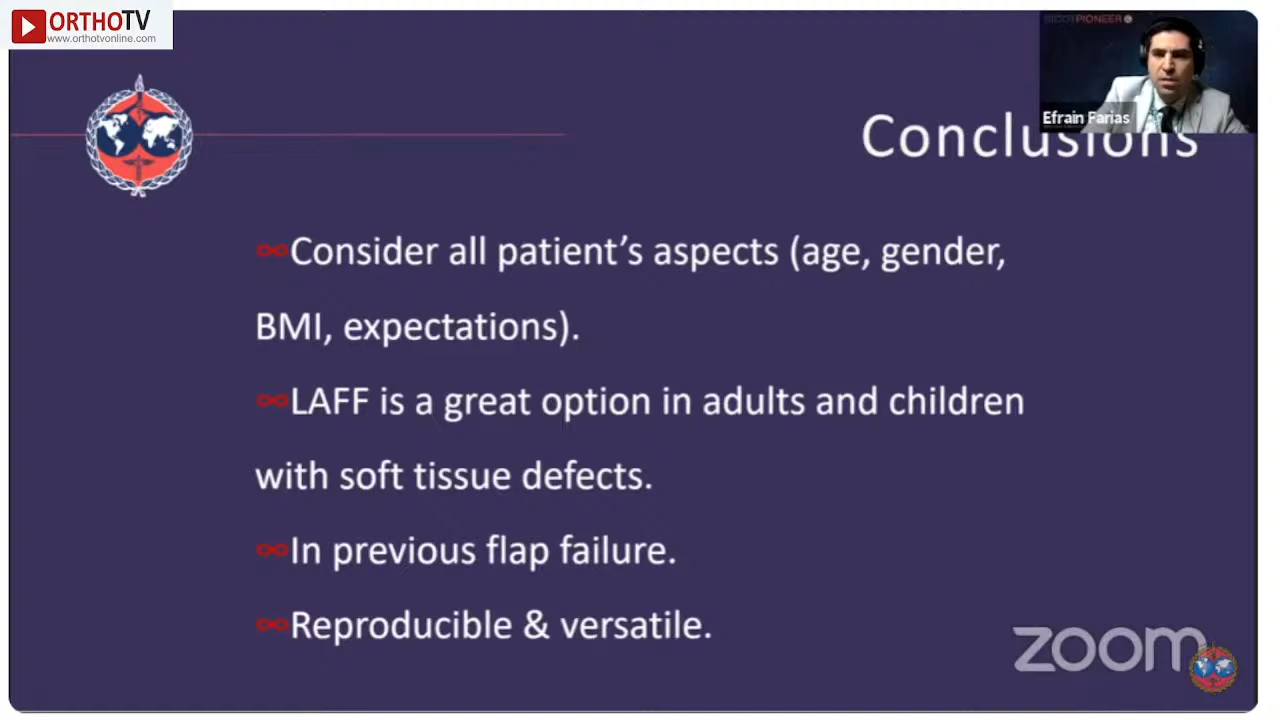 ORTHOTV
www.orthotvonline.com
SICOTPIONEER
Efrain Farias
Conclusions
Consider all patient's aspects (age, gender,
BMI, expectations).
LAFF is a great option in adults and children
with soft tissue defects.
In previous flap failure.
Reproducible & versatile.
zoom